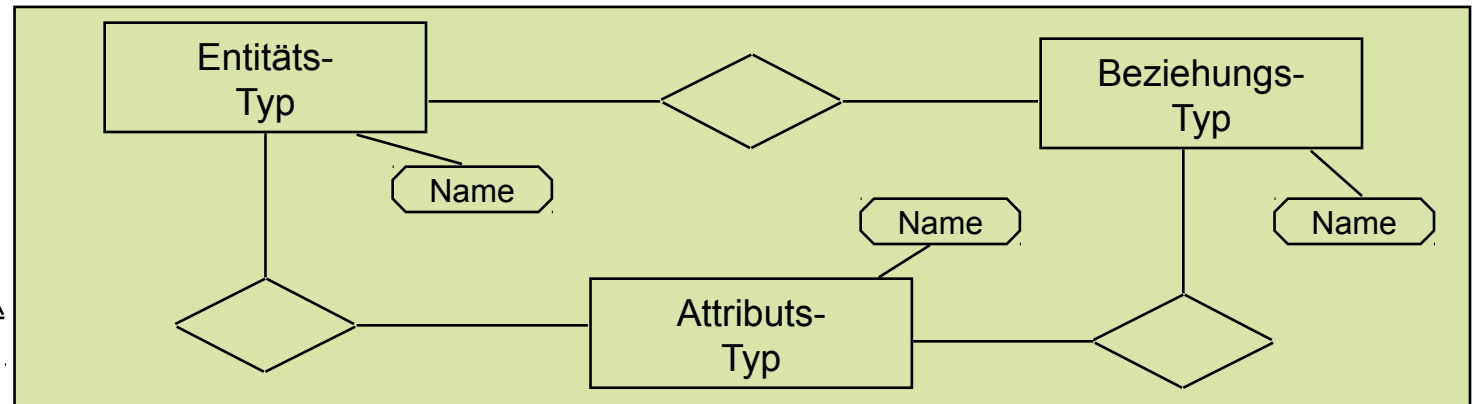 Entitäts-
Typ
Beziehungs-
Typ
Name
Name
Name
Attributs-
Typ